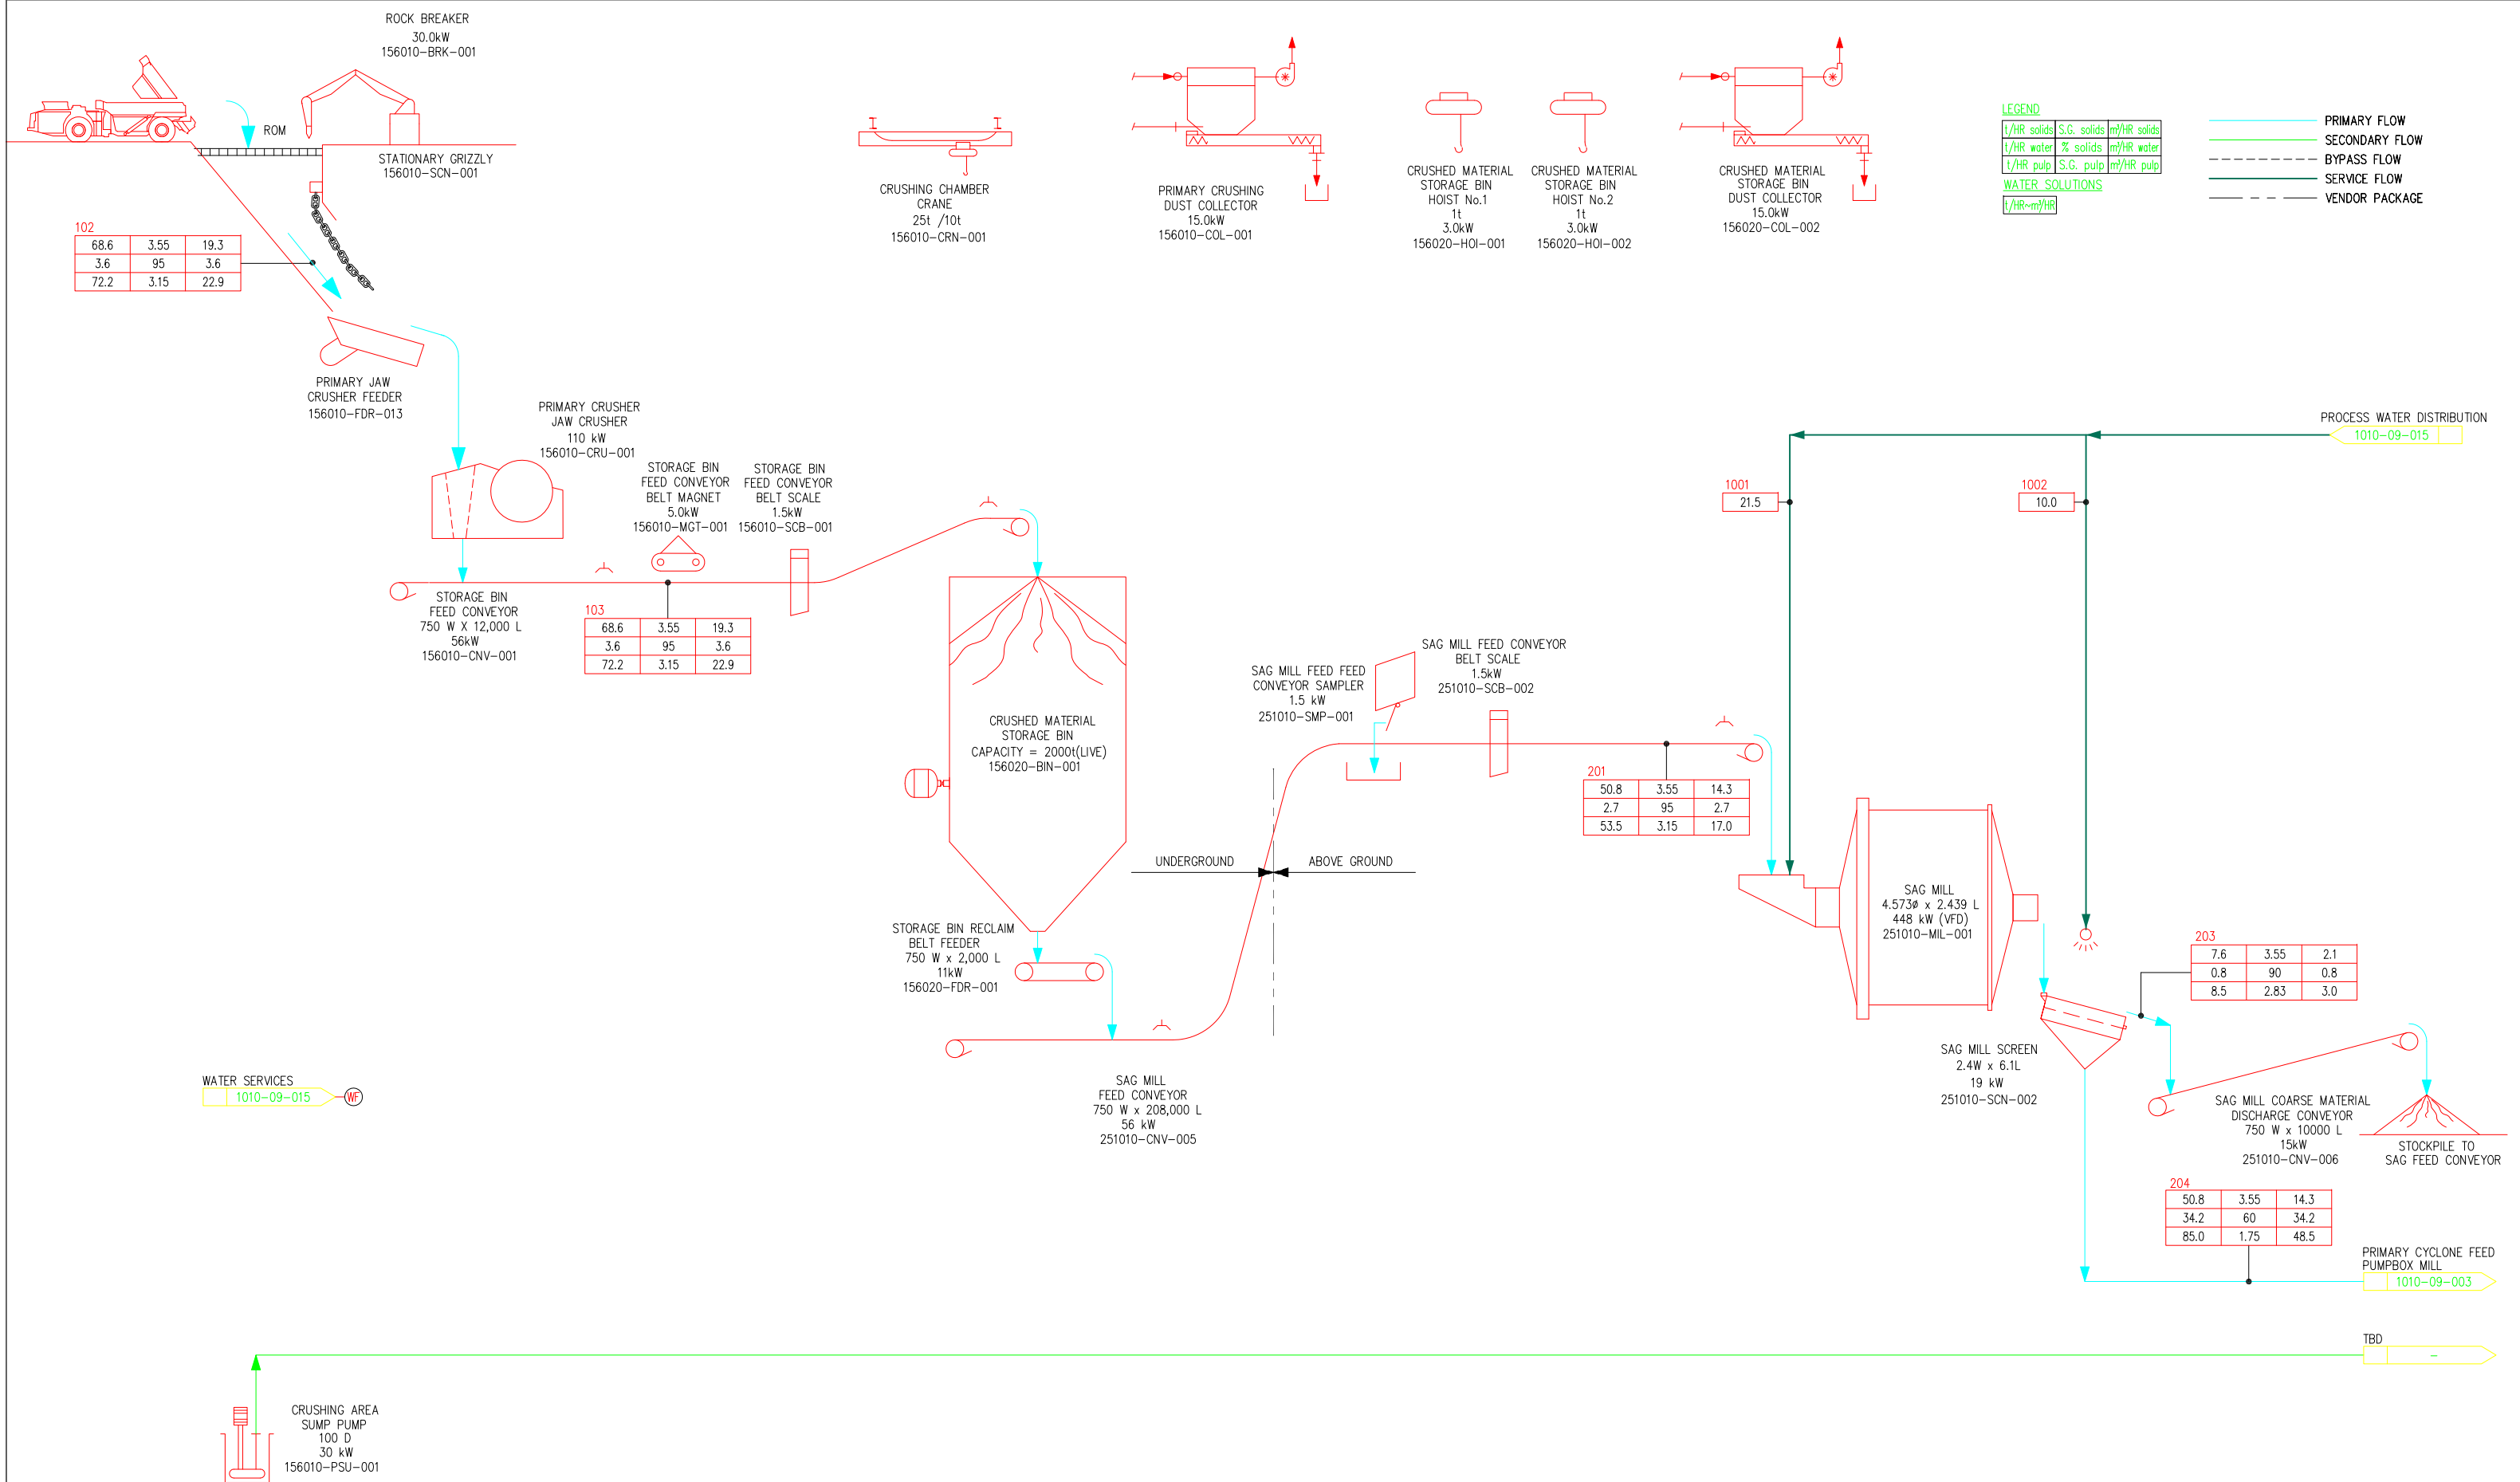 ROCK BREAKER
30.0kW
156010-BRK-001
ROM
STATIONARY GRIZZLY
156010-SCN-001
CRUSHING CHAMBER
CRANE
25t /10t
156010-CRN-001
PRIMARY CRUSHING
DUST COLLECTOR
15.0kW
156010-COL-001
CRUSHED MATERIAL
STORAGE BIN
HOIST No.1
1t
3.0kW
156020-HOI-001
CRUSHED MATERIAL
STORAGE BIN
HOIST No.2
1t
3.0kW
156020-HOI-002
CRUSHED MATERIAL
STORAGE BIN
DUST COLLECTOR
15.0kW
156020-COL-002
LEGEND
t/HR solids S.G. solids m³/HR solids
t/HR water % solids m³/HR water
t/HR pulp S.G. pulp m³/HR pulp
WATER SOLUTIONS
t/HR~m³/HR
PRIMARY FLOW
SECONDARY FLOW
BYPASS FLOW
SERVICE FLOW
VENDOR PACKAGE
102
68.6 3.55 19.3
3.6 95 3.6
72.2 3.15 22.9
PRIMARY JAW
CRUSHER FEEDER
156010-FDR-013
PRIMARY CRUSHER
JAW CRUSHER
110 kW
156010-CRU-001
STORAGE BIN
FEED CONVEYOR
BELT MAGNET
5.0kW
156010-MGT-001
STORAGE BIN
FEED CONVEYOR
BELT SCALE
1.5kW
156010-SCB-001
STORAGE BIN
FEED CONVEYOR
750 W X 12,000 L
56kW
156010-CNV-001
103
68.6 3.55 19.3
3.6 95 3.6
72.2 3.15 22.9
PROCESS WATER DISTRIBUTION
1010-09-015
1001
21.5
1002
10.0
CRUSHED MATERIAL
STORAGE BIN
CAPACITY = 2000t(LIVE)
156020-BIN-001
SAG MILL FEED FEED
CONVEYOR SAMPLER
1.5 kW
251010-SMP-001
SAG MILL FEED CONVEYOR
BELT SCALE
1.5kW
251010-SCB-002
201
50.8 3.55 14.3
2.7 95 2.7
53.5 3.15 17.0
UNDERGROUND
ABOVE GROUND
SAG MILL
4.573ø x 2.439 L
448 kW (VFD)
251010-MIL-001
STORAGE BIN RECLAIM
BELT FEEDER
750 W x 2,000 L
11kW
156020-FDR-001
203
7.6 3.55 2.1
0.8 90 0.8
8.5 2.83 3.0
SAG MILL SCREEN
2.4W x 6.1L
19 kW
251010-SCN-002
WATER SERVICES
1010-09-015
WF
SAG MILL
FEED CONVEYOR
750 W x 208,000 L
56 kW
251010-CNV-005
SAG MILL COARSE MATERIAL
DISCHARGE CONVEYOR
750 W x 10000 L
15kW
251010-CNV-006
STOCKPILE TO
SAG FEED CONVEYOR
204
50.8 3.55 14.3
34.2 60 34.2
85.0 1.75 48.5
PRIMARY CYCLONE FEED
PUMPBOX MILL
1010-09-003
TBD
-
CRUSHING AREA
SUMP PUMP
100 D
30 kW
156010-PSU-001